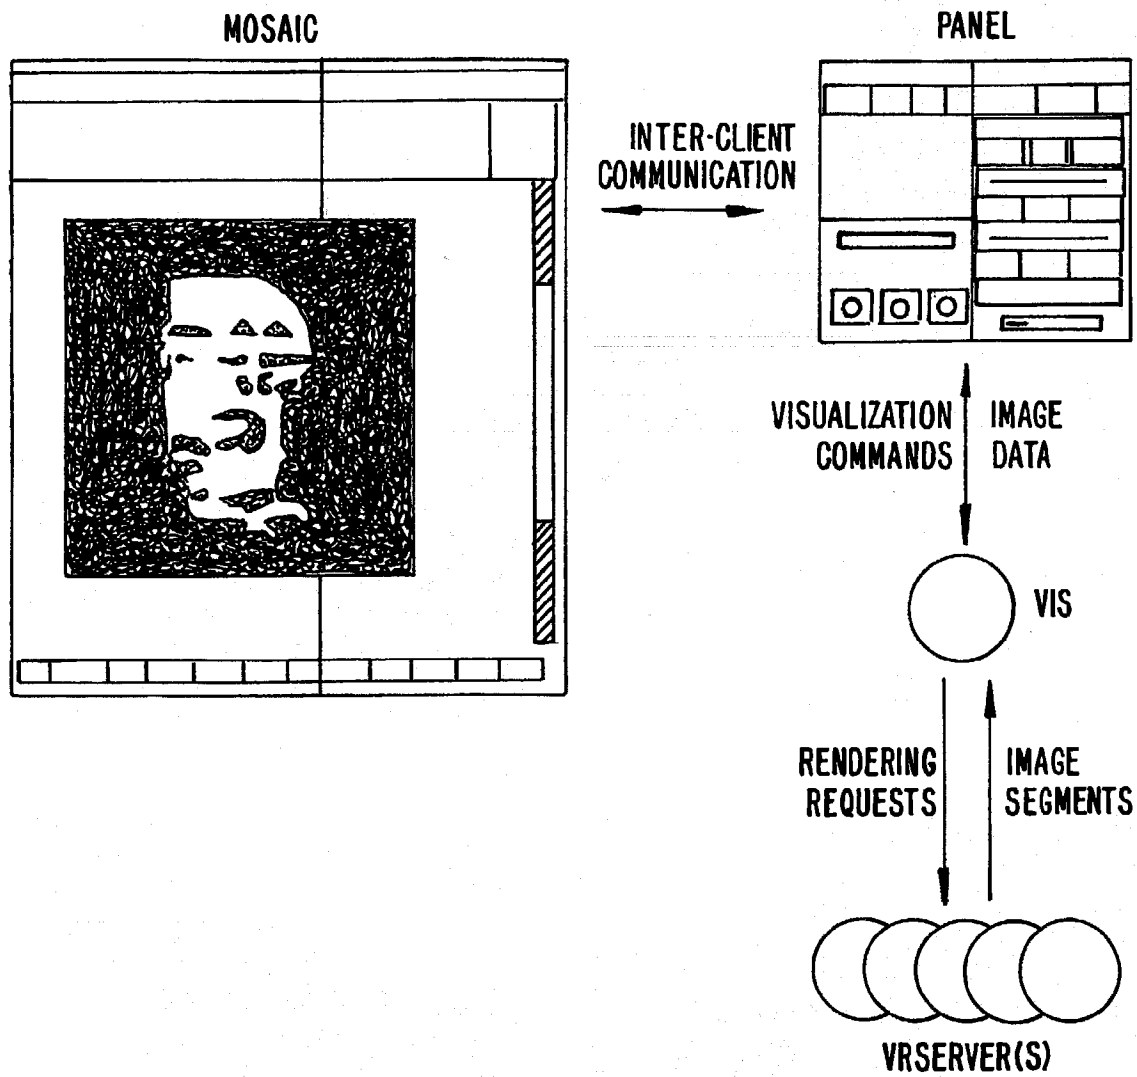 MOSAIC
PANEL
INTER-CLIENT
COMMUNICATION
VISUALIZATION
COMMANDS
IMAGE
DATA
VIS
RENDERING
REQUESTS
IMAGE
SEGMENTS
VRSERVER(S)